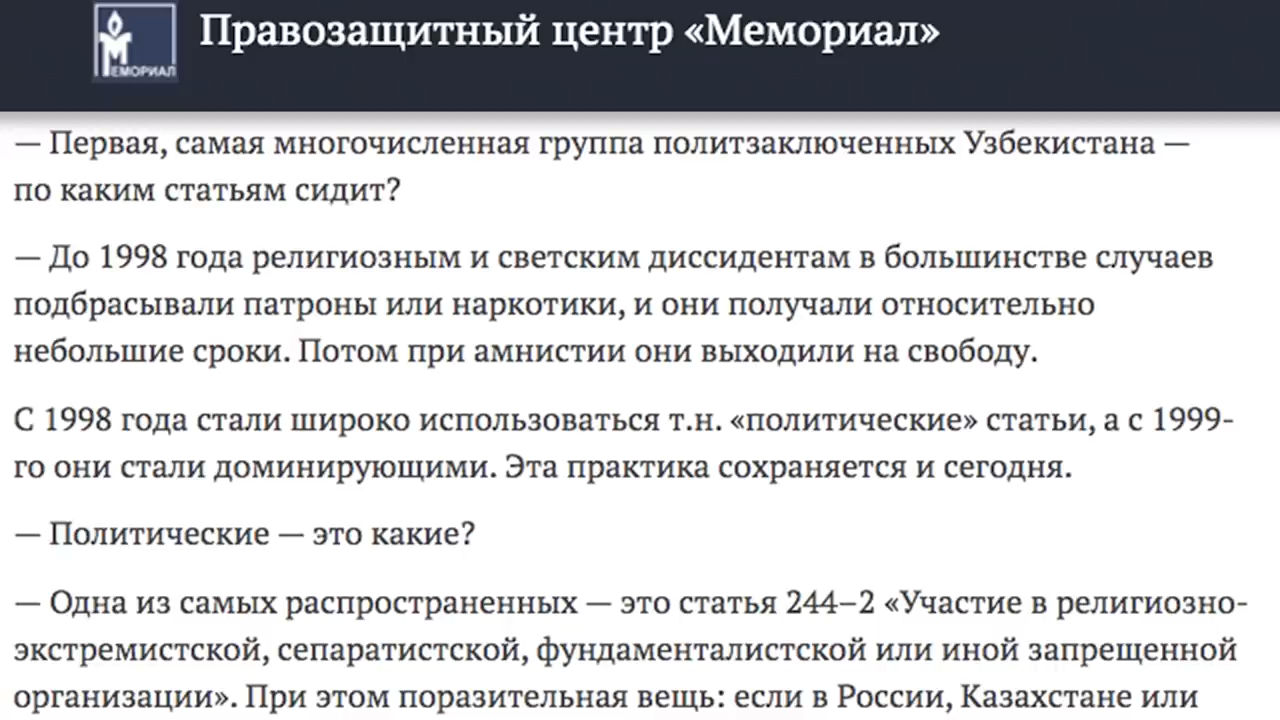 Правозащитный центр «Мемориал»
МЕМОРИАЛ
— Первая, самая многочисленная группа политзаключенных Узбекистана —
по каким статьям сидит?
— До 1998 года религиозным и светским диссидентам в большинстве случаев
подбрасывали патроны или наркотики, и они получали относительно
небольшие сроки. Потом при амнистии они выходили на свободу.
С 1998 года стали широко использоваться т.н. «политические» статьи, а с 1999-
го они стали доминирующими. Эта практика сохраняется и сегодня.
— Политические — это какие?
— Одна из самых распространенных — это статья 244–2 «Участие в религиозно-
экстремистской, сепаратистской, фундаменталистской или иной запрещенной
организации». При этом поразительная вещь: если в России, Казахстане или